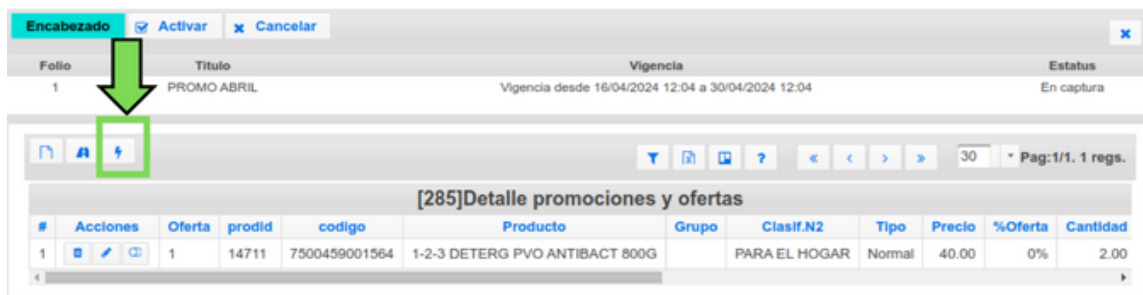 Encabezado Activar Cancelar
Folio Titulo Vigencia Estatus
1 PROMO ABRIL Vigencia desde 16/04/2024 12:04 a 30/04/2024 12:04 En captura
? « ‹ › » 30 Pag:1/1. 1 regs.
[285]Detalle promociones y ofertas
# Acciones Oferta prodid codigo Producto Grupo Clasif.N2 Tipo Precio %Oferta Cantidad
1 1 14711 7500459001564 1-2-3 DETERG PVO ANTIBACT 800G PARA EL HOGAR Normal 40.00 0% 2.00